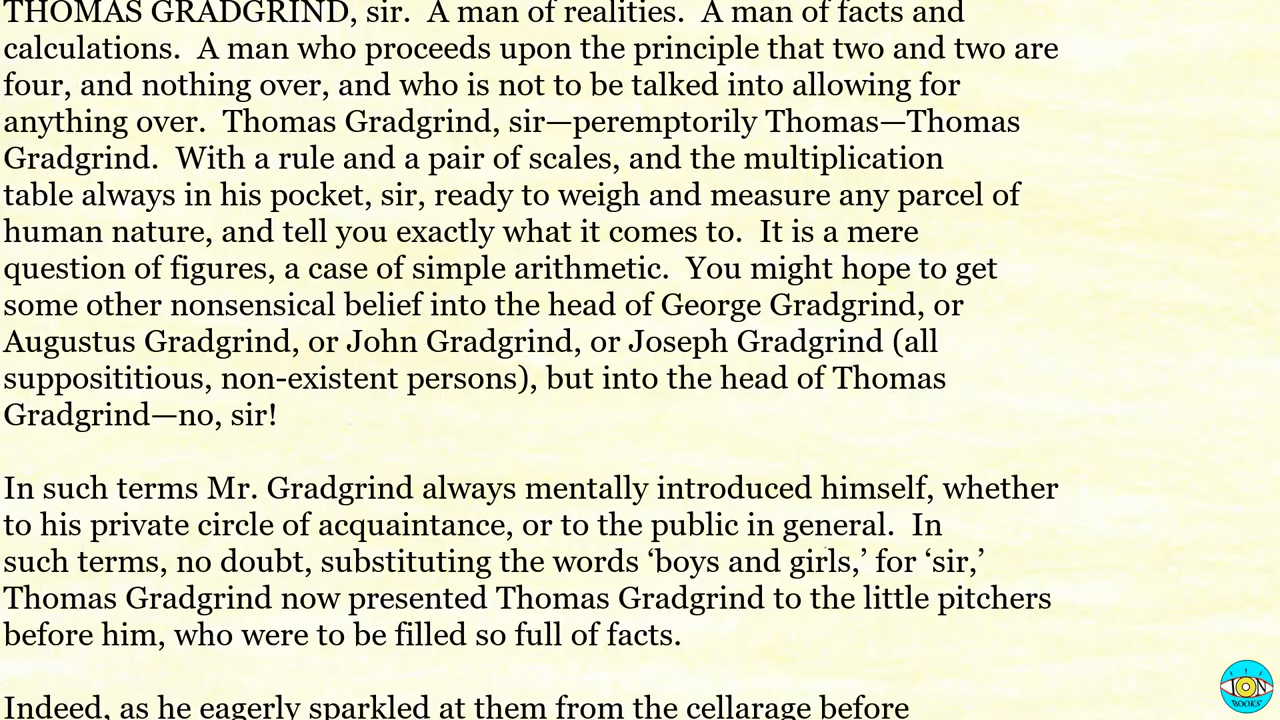 THOMAS GRADGRIND, sir.  A man of realities.  A man of facts and
calculations.  A man who proceeds upon the principle that two and two are
four, and nothing over, and who is not to be talked into allowing for
anything over.  Thomas Gradgrind, sir—peremptorily Thomas—Thomas
Gradgrind.  With a rule and a pair of scales, and the multiplication
table always in his pocket, sir, ready to weigh and measure any parcel of
human nature, and tell you exactly what it comes to.  It is a mere
question of figures, a case of simple arithmetic.  You might hope to get
some other nonsensical belief into the head of George Gradgrind, or
Augustus Gradgrind, or John Gradgrind, or Joseph Gradgrind (all
supposititious, non-existent persons), but into the head of Thomas
Gradgrind—no, sir!

In such terms Mr. Gradgrind always mentally introduced himself, whether
to his private circle of acquaintance, or to the public in general.  In
such terms, no doubt, substituting the words ‘boys and girls,’ for ‘sir,’
Thomas Gradgrind now presented Thomas Gradgrind to the little pitchers
before him, who were to be filled so full of facts.

Indeed, as he eagerly sparkled at them from the cellarage before
ION
BOOKS